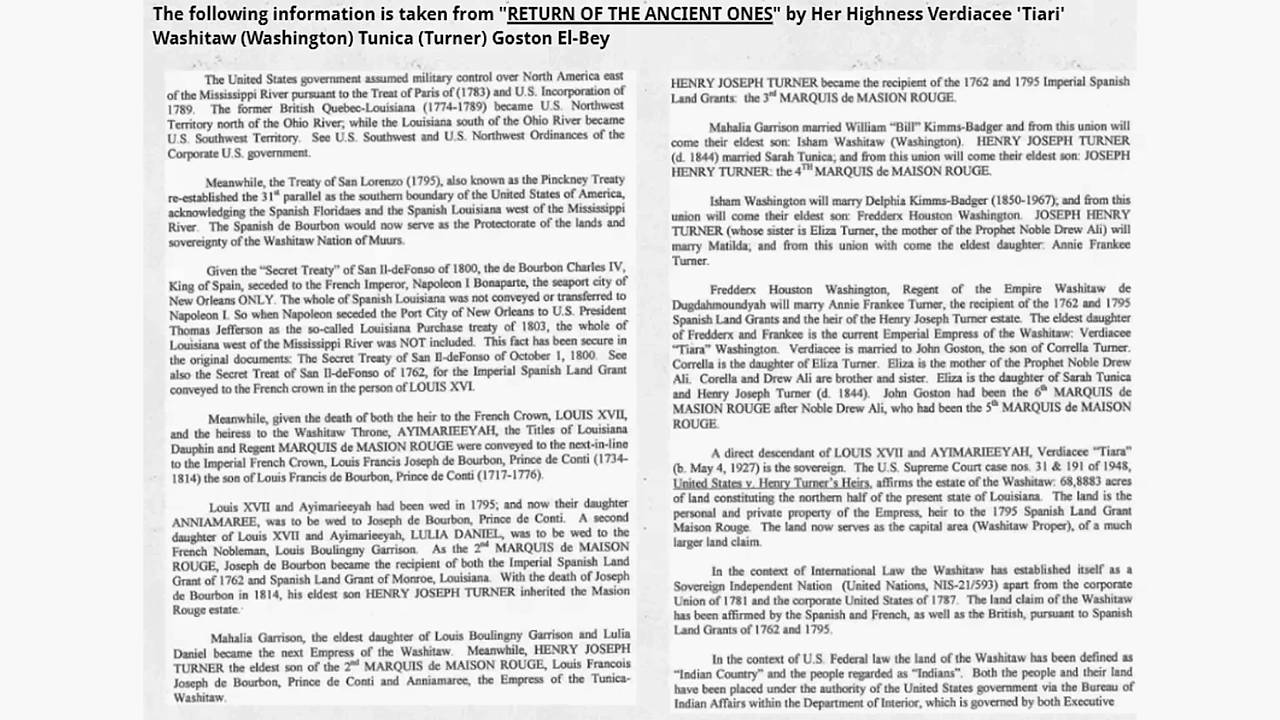 The following information is taken from "RETURN OF THE ANCIENT ONES" by Her Highness Verdiacee 'Tiari'
Washitaw (Washington) Tunica (Turner) Goston El-Bey
The United States government assumed military control over North America east
of the Mississippi River pursuant to the Treat of Paris of (1783) and U.S. Incorporation of
1789. The former British Quebec-Louisiana (1774-1789) became U.S. Northwest
Territory north of the Ohio River; while the Louisiana south of the Ohio River became
U.S. Southwest Territory. See U.S. Southwest and U.S. Northwest Ordinances of the
Corporate U.S. government.
Meanwhile, the Treaty of San Lorenzo (1795), also known as the Pinckney Treaty
re-established the 31st parallel as the southern boundary of the United States of America,
acknowledging the Spanish Floridaes and the Spanish Louisiana west of the Mississippi
River. The Spanish de Bourbon would now serve as the Protectorate of the lands and
sovereignty of the Washitaw Nation of Muurs.
Given the "Secret Treaty" of San Il-deFonso of 1800, the de Bourbon Charles IV,
King of Spain, seceded to the French Imperor, Napoleon I Bonaparte, the seaport city of
New Orleans ONLY. The whole of Spanish Louisiana was not conveyed or transferred to
Napoleon I. So when Napoleon seceded the Port City of New Orleans to U.S. President
Thomas Jefferson as the so-called Louisiana Purchase treaty of 1803, the whole of
Louisiana west of the Mississippi River was NOT included. This fact has been secure in
the original documents: The Secret Treaty of San Il-deFonso of October 1, 1800. See
also the Secret Treat of San Il-deFonso of 1762, for the Imperial Spanish Land Grant
conveyed to the French crown in the person of LOUIS XVI.
Meanwhile, given the death of both the heir to the French Crown, LOUIS XVII,
and the heiress to the Washitaw Throne, AYIMARIEEYAH, the Titles of Louisiana
Dauphin and Regent MARQUIS de MASION ROUGE were conveyed to the next-in-line
to the Imperial French Crown, Louis Francis Joseph de Bourbon, Prince de Conti (1734-
1814) the son of Louis Francis de Bourbon, Prince de Conti (1717-1776).
Louis XVII and Ayimarieeyah had been wed in 1795; and now their daughter
ANNIAMAREE, was to be wed to Joseph de Bourbon, Prince de Conti. A second
daughter of Louis XVII and Ayimarieeyah, LULIA DANIEL, was to be wed to the
French Nobleman, Louis Boulingny Garrison. As the 2nd MARQUIS de MAISON
ROUGE, Joseph de Bourbon became the recipient of both the Imperial Spanish Land
Grant of 1762 and Spanish Land Grant of Monroe, Louisiana. With the death of Joseph
de Bourbon in 1814, his eldest son HENRY JOSEPH TURNER inherited the Masion
Rouge estate.
Mahalia Garrison, the eldest daughter of Louis Boulingny Garrison and Lulia
Daniel became the next Empress of the Washitaw. Meanwhile, HENRY JOSEPH
TURNER the eldest son of the 2nd MARQUIS de MAISON ROUGE, Louis Francois
Joseph de Bourbon, Prince de Conti and Anniamaree, the Empress of the Tunica-
Washitaw.
HENRY JOSEPH TURNER became the recipient of the 1762 and 1795 Imperial Spanish
Land Grants: the 3rd MARQUIS de MASION ROUGE.
Mahalia Garrison married William "Bill" Kimms-Badger and from this union will
come their eldest son: Isham Washitaw (Washington). HENRY JOSEPH TURNER
(d. 1844) married Sarah Tunica; and from this union will come their eldest son: JOSEPH
HENRY TURNER: the 4TH MARQUIS de MAISON ROUGE.
Isham Washington will marry Delphia Kimms-Badger (1850-1967); and from this
union will come their eldest son: Fredderx Houston Washington. JOSEPH HENRY
TURNER (whose sister is Eliza Turner, the mother of the Prophet Noble Drew Ali) will
marry Matilda; and from this union with come the eldest daughter: Annie Frankee
Turner.
Fredderx Houston Washington, Regent of the Empire Washitaw de
Dugdahmoundyah will marry Annie Frankee Turner, the recipient of the 1762 and 1795
Spanish Land Grants and the heir of the Henry Joseph Turner estate. The eldest daughter
of Fredderx and Frankee is the current Emperial Empress of the Washitaw: Verdiacee
"Tiara" Washington. Verdiacee is married to John Goston, the son of Corrella Turner.
Corrella is the daughter of Eliza Turner. Eliza is the mother of the Prophet Noble Drew
Ali. Corella and Drew Ali are brother and sister. Eliza is the daughter of Sarah Tunica
and Henry Joseph Turner (d. 1844). John Goston had been the 6th MARQUIS de
MASION ROUGE after Noble Drew Ali, who had been the 5th MARQUIS de MAISON
ROUGE.
A direct descendant of LOUIS XVII and AYIMARIEEYAH, Verdiacee "Tiara"
(b. May 4, 1927) is the sovereign. The U.S. Supreme Court case nos. 31 & 191 of 1948,
United States v. Henry Turner's Heirs, affirms the estate of the Washitaw: 68,8883 acres
of land constituting the northern half of the present state of Louisiana. The land is the
personal and private property of the Empress, heir to the 1795 Spanish Land Grant
Maison Rouge. The land now serves as the capital area (Washitaw Proper), of a much
larger land claim.
In the context of International Law the Washitaw has established itself as a
Sovereign Independent Nation (United Nations, NIS-21/593) apart from the corporate
Union of 1781 and the corporate United States of 1787. The land claim of the Washitaw
has been affirmed by the Spanish and French, as well as the British, pursuant to Spanish
Land Grants of 1762 and 1795.
In the context of U.S. Federal law the land of the Washitaw has been defined as
"Indian Country" and the people regarded as "Indians". Both the people and their land
have been placed under the authority of the United States government via the Bureau of
Indian Affairs within the Department of Interior, which is governed by both Executive